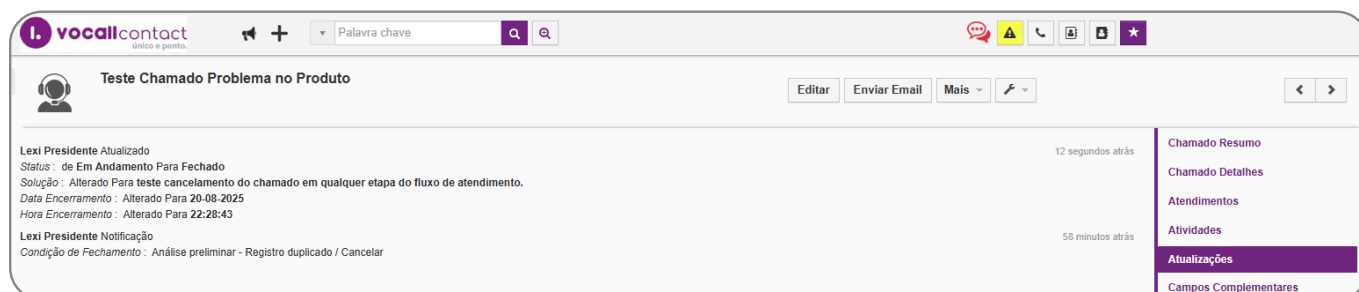 l. vocallcontact
único e ponto.
Palavra chave
Teste Chamado Problema no Produto
Editar Enviar Email Mais
Lexi Presidente Atualizado 12 segundos atrás
Status : de Em Andamento Para Fechado
Solução : Alterado Para teste cancelamento do chamado em qualquer etapa do fluxo de atendimento.
Data Encerramento : Alterado Para 20-08-2025
Hora Encerramento : Alterado Para 22:28:43
Lexi Presidente Notificação 58 minutos atrás
Condição de Fechamento : Análise preliminar - Registro duplicado / Cancelar
Chamado Resumo
Chamado Detalhes
Atendimentos
Atividades
Atualizações
Campos Complementares